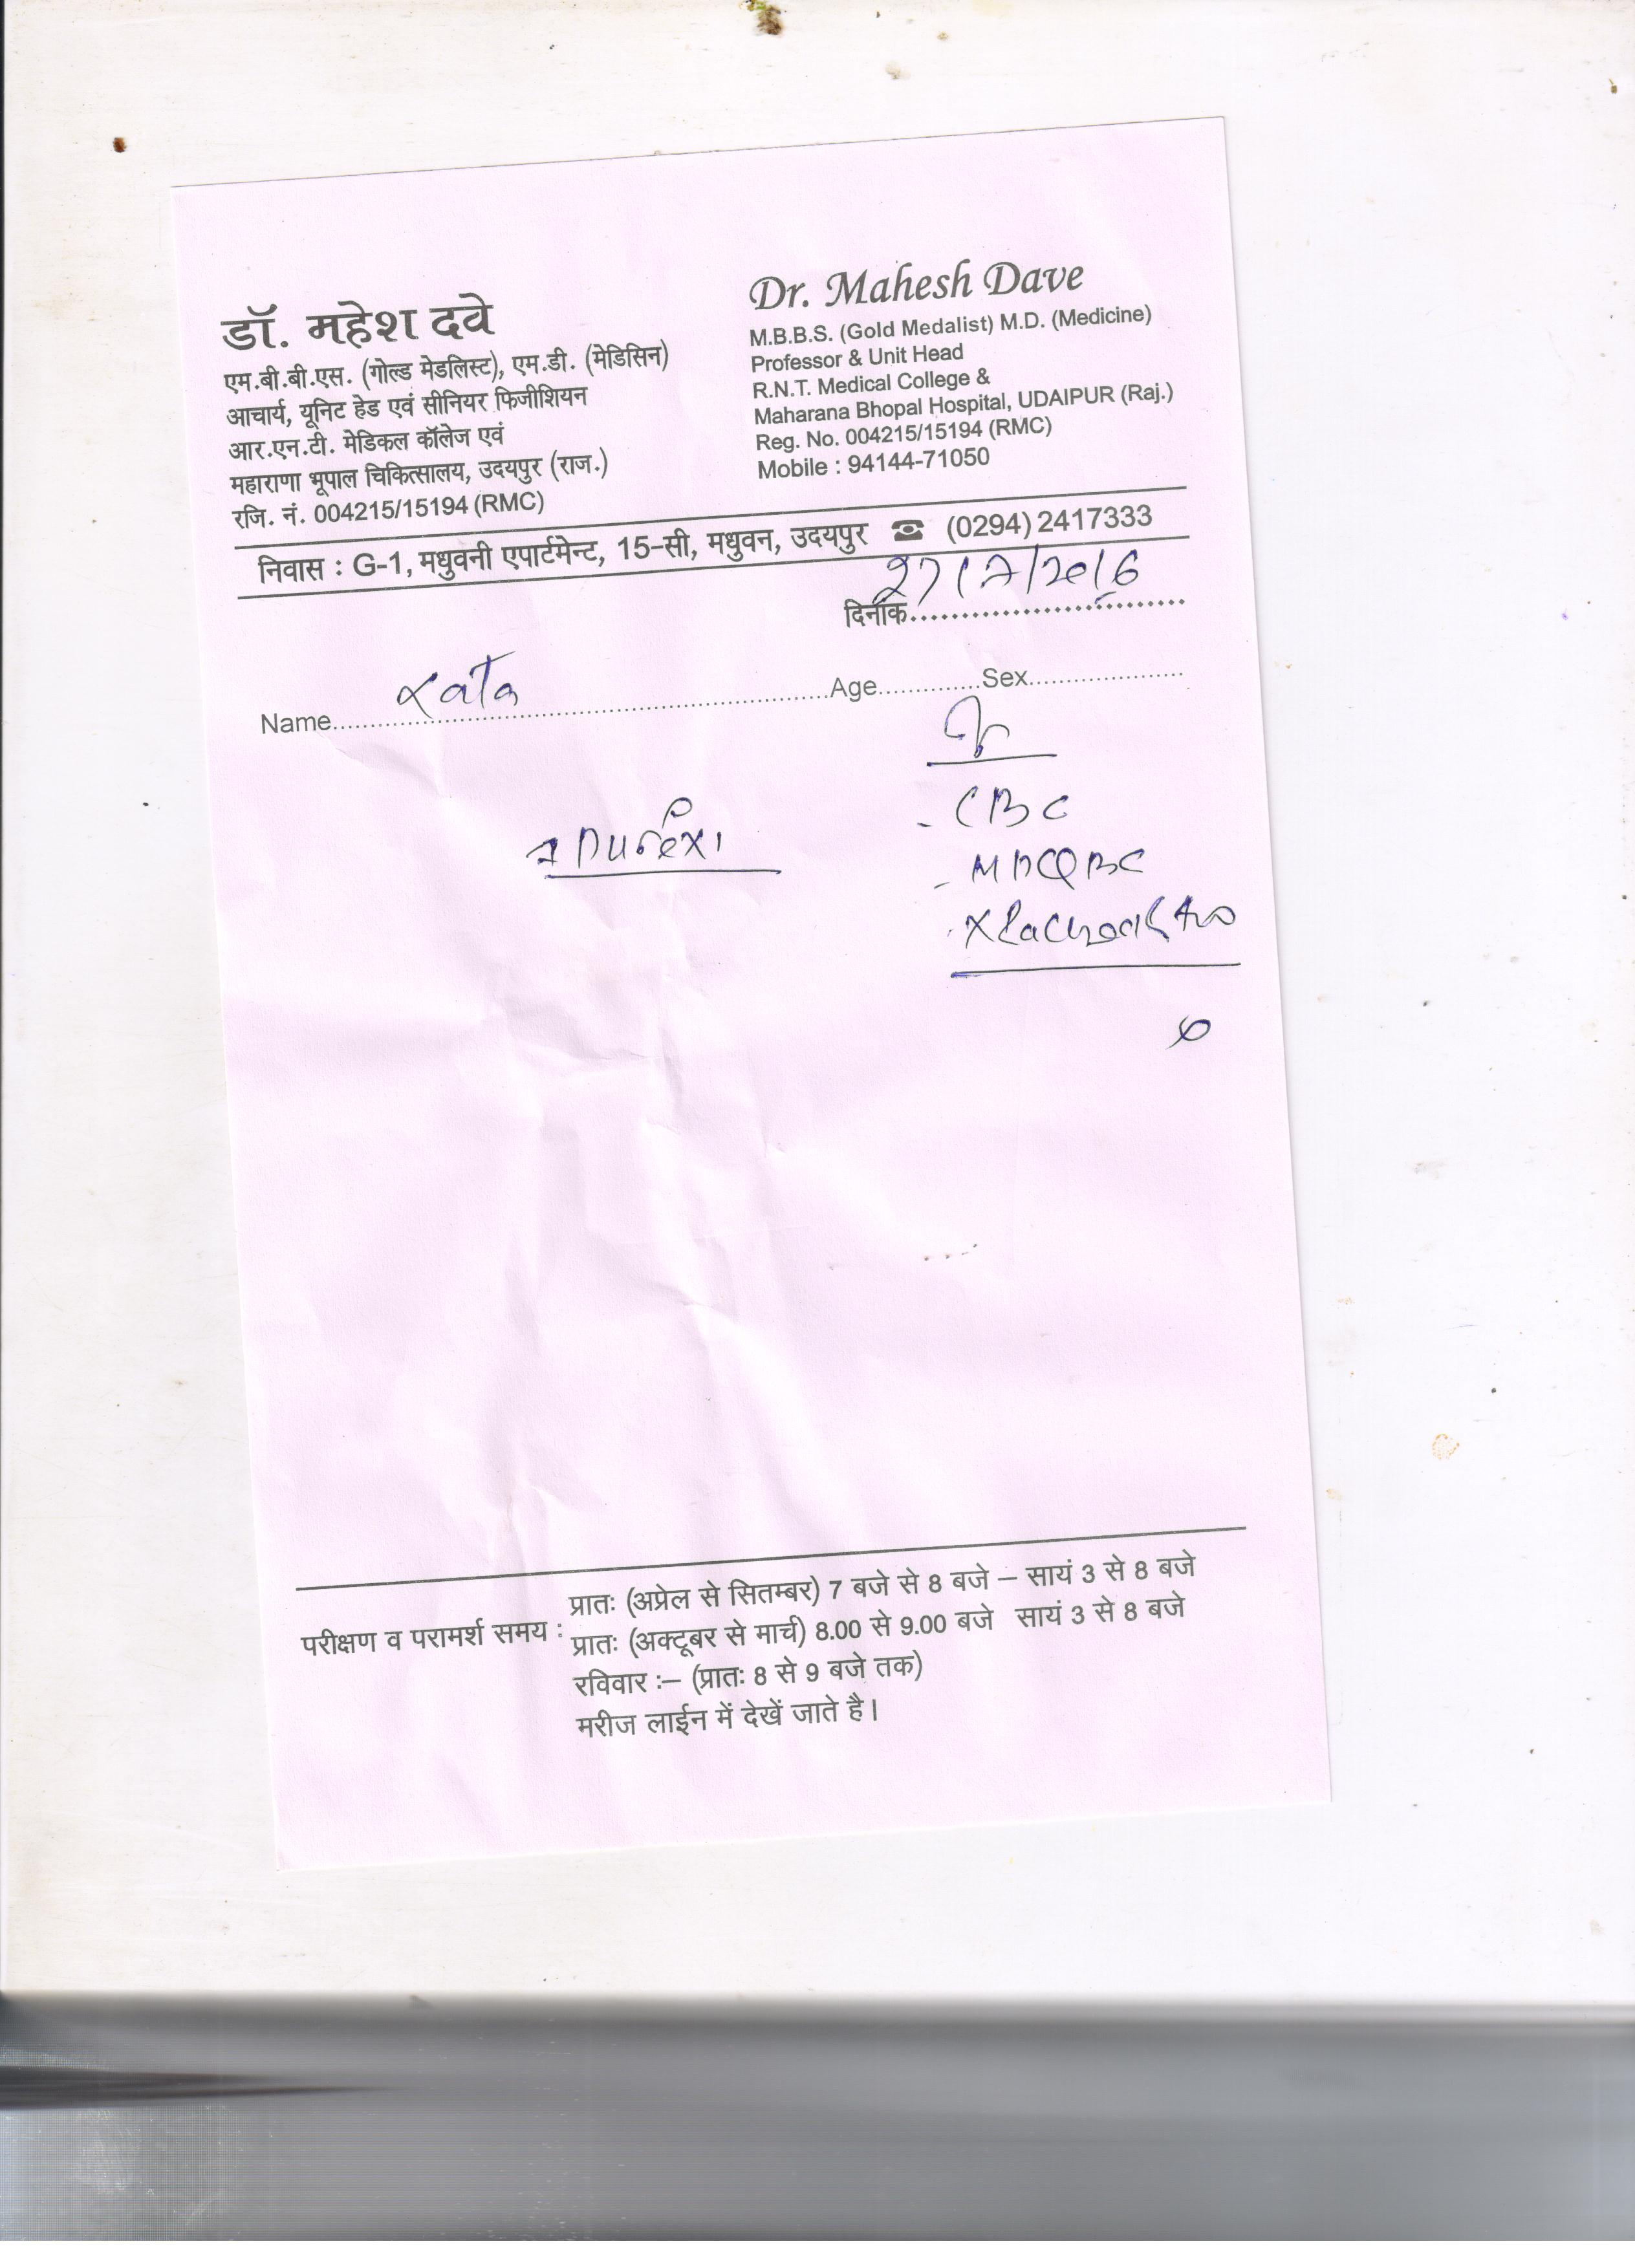 डॉ. महेश दवे
एम.बी.बी.एस. (गोल्ड मेडलिस्ट), एम.डी. (मेडिसिन)
आचार्य, यूनिट हेड एवं सीनियर फिजीशियन
आर.एन.टी. मेडिकल कॉलेज एवं
महाराणा भूपाल चिकित्सालय, उदयपुर (राज.)
रजि. नं. 004215/15194 (RMC)
Dr. Mahesh Dave
M.B.B.S. (Gold Medalist) M.D. (Medicine)
Professor & Unit Head
R.N.T. Medical College &
Maharana Bhopal Hospital, UDAIPUR (Raj.)
Reg. No. 004215/15194 (RMC)
Mobile : 94144-71050
निवास : G-1, मधुवनी एपार्टमेन्ट, 15-सी, मधुवन, उदयपुर ☎ (0294) 2417333
दिनांक 27/7/2016
Name Lata Age Sex
- CBC
परीक्षण व परामर्श समय :
प्रातः (अप्रेल से सितम्बर) 7 बजे से 8 बजे – सायं 3 से 8 बजे
प्रातः (अक्टूबर से मार्च) 8.00 से 9.00 बजे सायं 3 से 8 बजे
रविवार :– (प्रातः 8 से 9 बजे तक)
मरीज लाईन में देखें जाते है।